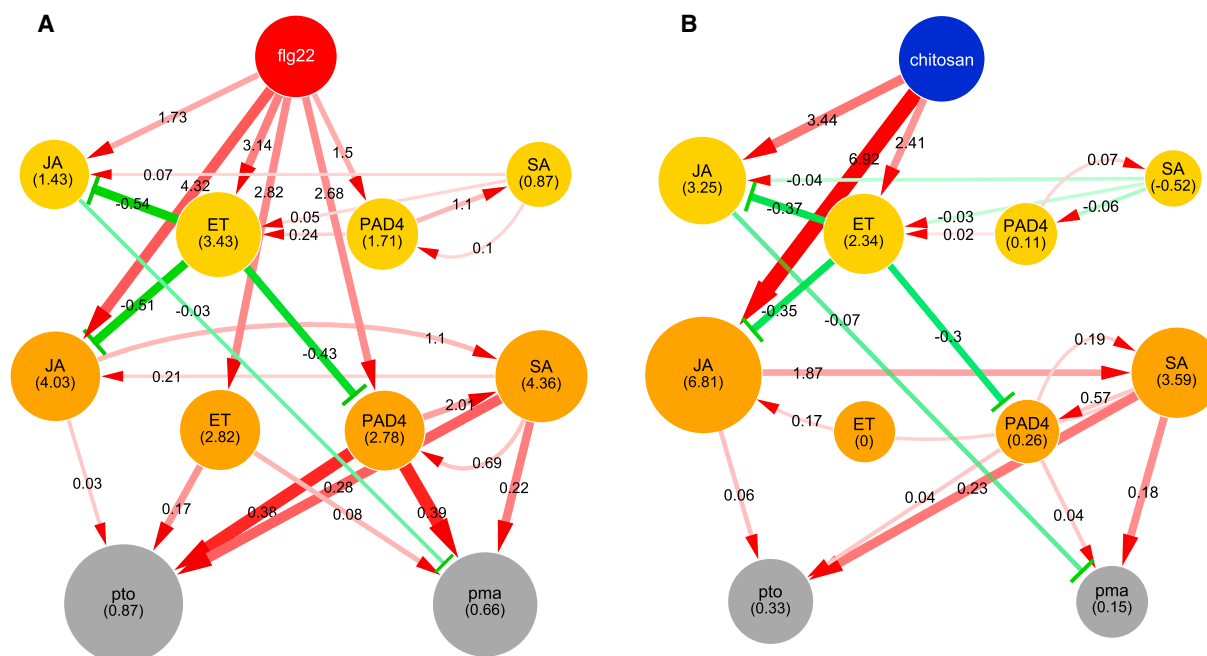 A
flg22
1.73
3.14
1.5
JA
(1.43)
0.07
4.32
2.82
2.68
SA
(0.87)
-0.54
ET
(3.43)
0.05
0.24
PAD4
(1.71)
1.1
0.1
-0.51
-0.03
-0.43
1.1
JA
(4.03)
0.21
SA
(4.36)
ET
(2.82)
PAD4
(2.78)
2.01
0.69
0.03
0.17
0.38
0.28
0.08
0.39
0.22
pto
(0.87)
pma
(0.66)
B
chitosan
3.44
2.41
6.92
JA
(3.25)
-0.04
0.07
SA
(-0.52)
-0.37
ET
(2.34)
-0.03
0.02
PAD4
(0.11)
-0.06
-0.35
-0.07
-0.3
0.19
JA
(6.81)
1.87
SA
(3.59)
0.17
ET
(0)
PAD4
(0.26)
0.57
0.06
0.04
0.23
0.04
0.18
pto
(0.33)
pma
(0.15)